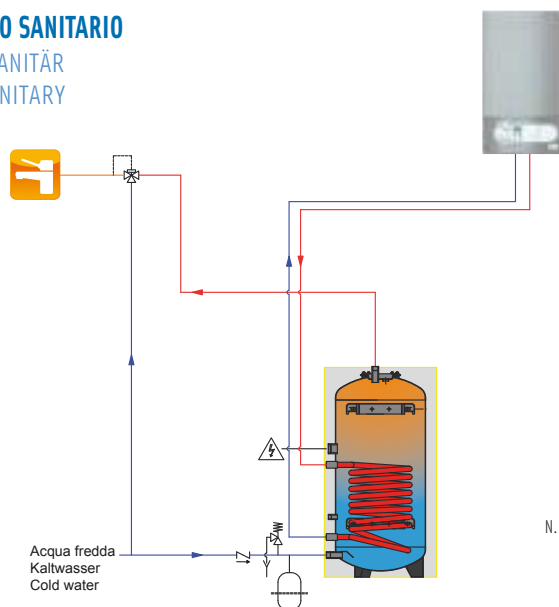 O SANITARIO
ANITÄR
NITARY
N.
Acqua fredda
Kaltwasser
Cold water